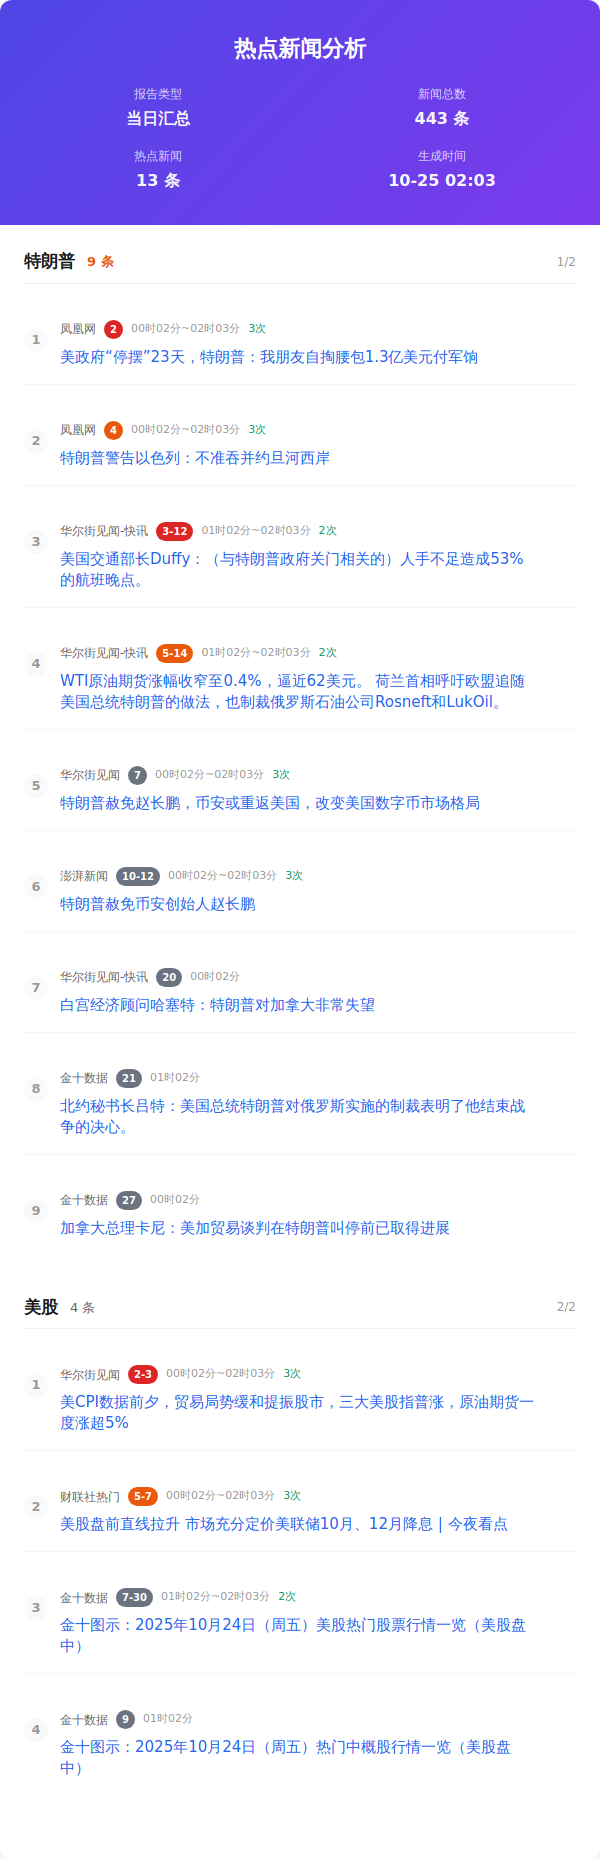 热点新闻分析
报告类型
当日汇总
新闻总数
443 条
热点新闻
13 条
生成时间
10-25 02:03
特朗普 9 条 1/2
1
凤凰网 2 00时02分~02时03分 3次
美政府“停摆”23天，特朗普：我朋友自掏腰包1.3亿美元付军饷
2
凤凰网 4 00时02分~02时03分 3次
特朗普警告以色列：不准吞并约旦河西岸
3
华尔街见闻-快讯 3-12 01时02分~02时03分 2次
美国交通部长Duffy：（与特朗普政府关门相关的）人手不足造成53%
的航班晚点。
4
华尔街见闻-快讯 5-14 01时02分~02时03分 2次
WTI原油期货涨幅收窄至0.4%，逼近62美元。 荷兰首相呼吁欧盟追随
美国总统特朗普的做法，也制裁俄罗斯石油公司Rosneft和LukOil。
5
华尔街见闻 7 00时02分~02时03分 3次
特朗普赦免赵长鹏，币安或重返美国，改变美国数字币市场格局
6
澎湃新闻 10-12 00时02分~02时03分 3次
特朗普赦免币安创始人赵长鹏
7
华尔街见闻-快讯 20 00时02分
白宫经济顾问哈塞特：特朗普对加拿大非常失望
8
金十数据 21 01时02分
北约秘书长吕特：美国总统特朗普对俄罗斯实施的制裁表明了他结束战
争的决心。
9
金十数据 27 00时02分
加拿大总理卡尼：美加贸易谈判在特朗普叫停前已取得进展
美股 4 条 2/2
1
华尔街见闻 2-3 00时02分~02时03分 3次
美CPI数据前夕，贸易局势缓和提振股市，三大美股指普涨，原油期货一
度涨超5%
2
财联社热门 5-7 00时02分~02时03分 3次
美股盘前直线拉升 市场充分定价美联储10月、12月降息 | 今夜看点
3
金十数据 7-30 01时02分~02时03分 2次
金十图示：2025年10月24日（周五）美股热门股票行情一览（美股盘
中）
4
金十数据 9 01时02分
金十图示：2025年10月24日（周五）热门中概股行情一览（美股盘
中）